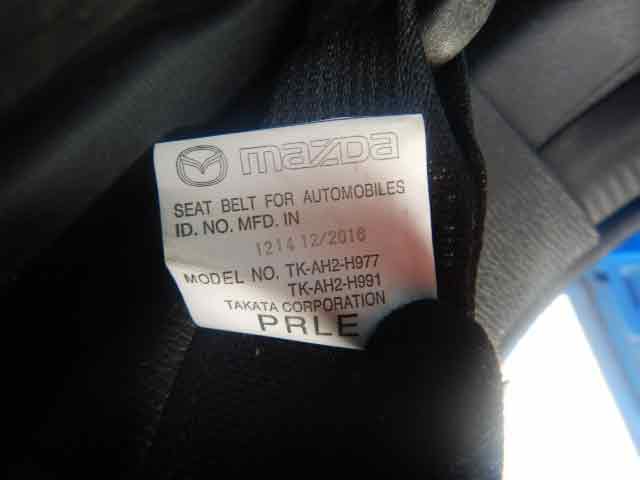 mazda
SEAT BELT FOR AUTOMOBILES
ID. NO. MFD. IN
1214 12/2016
MODEL NO. TK-AH2-H977
TK-AH2-H991
TAKATA CORPORATION
PRLE